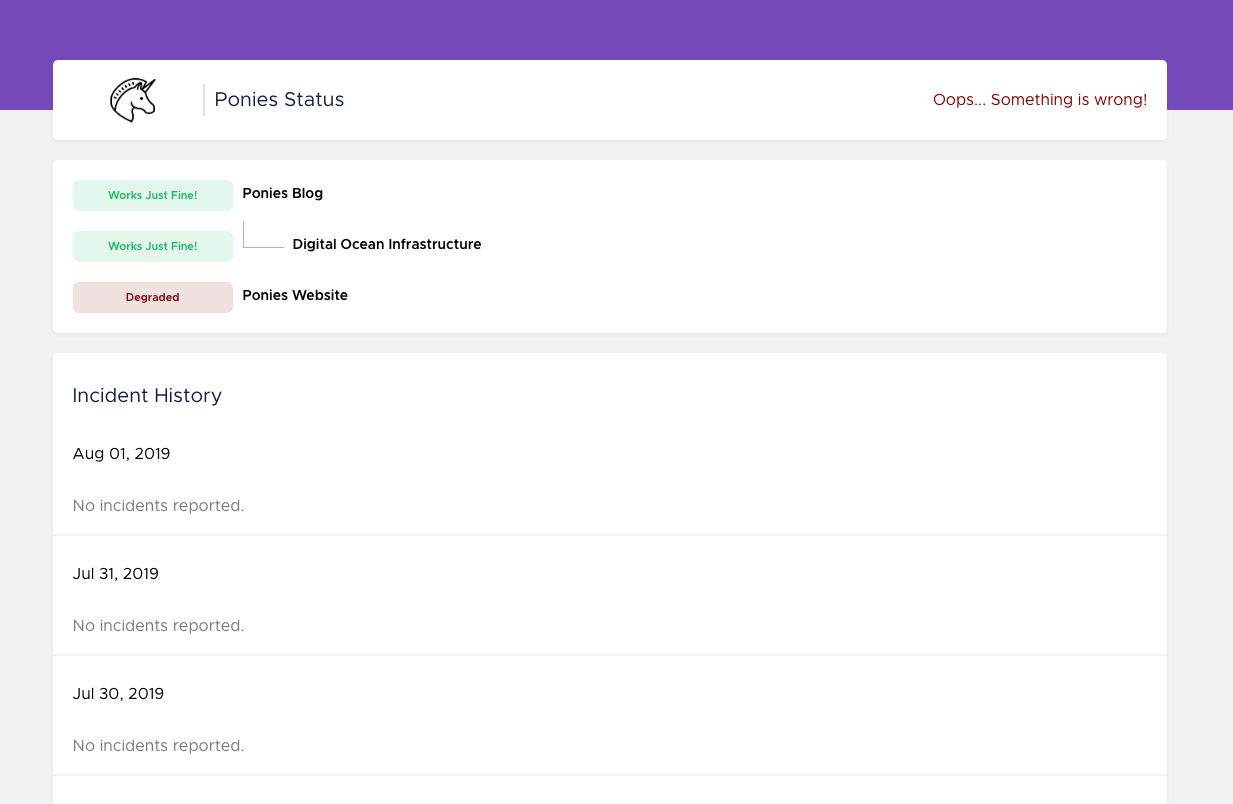 Ponies Status
Oops... Something is wrong!
Works Just Fine! Ponies Blog
Works Just Fine! Digital Ocean Infrastructure
Degraded Ponies Website
Incident History
Aug 01, 2019
No incidents reported.
Jul 31, 2019
No incidents reported.
Jul 30, 2019
No incidents reported.